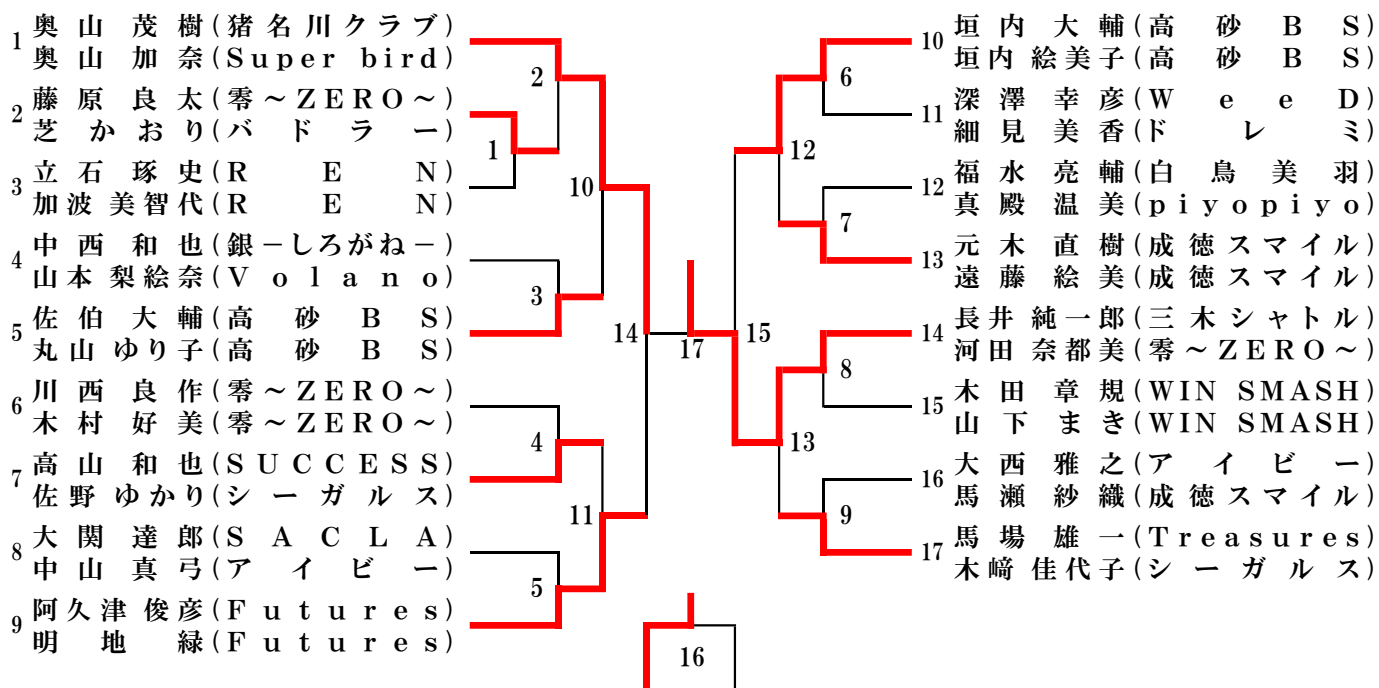 1
奥山茂樹(猪名川クラブ)
奥山加奈(Super bird)
2
藤原良太(零～ZERO～)
芝かおり(バドラー)
3
立石琢史(REN)
加波美智代(REN)
4
中西和也(銀－しろがね－)
山本梨絵奈(Volano)
5
佐伯大輔(高砂BS)
丸山ゆり子(高砂BS)
6
川西良作(零～ZERO～)
木村好美(零～ZERO～)
7
高山和也(SUCCESS)
佐野ゆかり(シーガルス)
8
大関達郎(SACLA)
中山真弓(アイビー)
9
阿久津俊彦(Futures)
明地緑(Futures)
2
1
10
3
14
4
11
5
17
16
15
12
6
7
13
8
9
10
垣内大輔(高砂BS)
垣内絵美子(高砂BS)
11
深澤幸彦(WeeD)
細見美香(ドレミ)
12
福水亮輔(白鳥美羽)
真殿温美(piyopiyo)
13
元木直樹(成徳スマイル)
遠藤絵美(成徳スマイル)
14
長井純一郎(三木シャトル)
河田奈都美(零～ZERO～)
15
木田章規(WIN SMASH)
山下まき(WIN SMASH)
16
大西雅之(アイビー)
馬瀬紗織(成徳スマイル)
17
馬場雄一(Treasures)
木﨑佳代子(シーガルス)